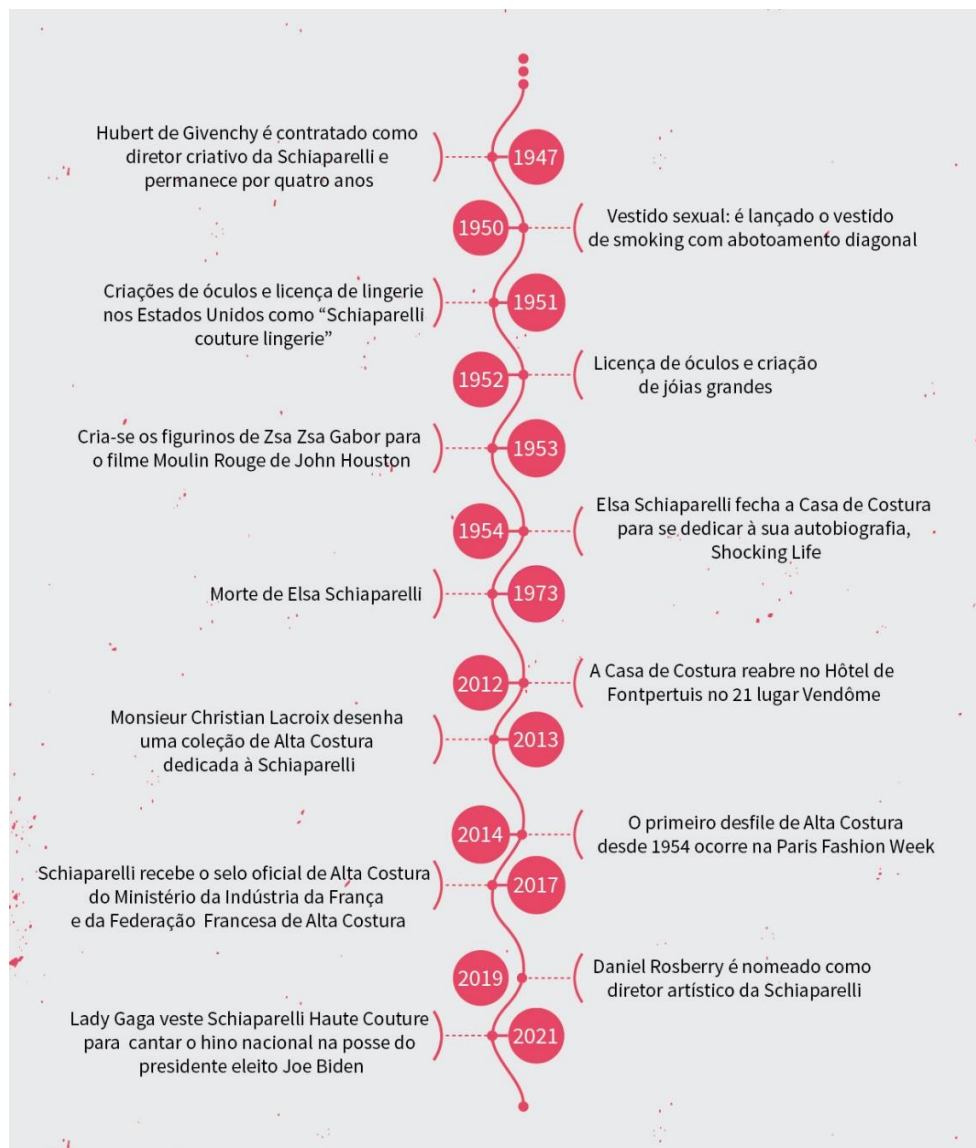 Hubert de Givenchy é contratado como
diretor criativo da Schiaparelli e
permanece por quatro anos
1947
1950
Vestido sexual: é lançado o vestido
de smoking com abotoamento diagonal
Criações de óculos e licença de lingerie
nos Estados Unidos como “Schiaparelli
couture lingerie”
1951
1952
Licença de óculos e criação
de jóias grandes
Cria-se os figurinos de Zsa Zsa Gabor para
o filme Moulin Rouge de John Houston
1953
1954
Elsa Schiaparelli fecha a Casa de Costura
para se dedicar à sua autobiografia,
Shocking Life
Morte de Elsa Schiaparelli
1973
2012
A Casa de Costura reabre no Hôtel de
Fontpertuis no 21 lugar Vendôme
Monsieur Christian Lacroix desenha
uma coleção de Alta Costura
dedicada à Schiaparelli
2013
2014
O primeiro desfile de Alta Costura
desde 1954 ocorre na Paris Fashion Week
Schiaparelli recebe o selo oficial de Alta Costura
do Ministério da Indústria da França
e da Federação Francesa de Alta Costura
2017
2019
Daniel Rosberry é nomeado como
diretor artístico da Schiaparelli
Lady Gaga veste Schiaparelli Haute Couture
para cantar o hino nacional na posse do
presidente eleito Joe Biden
2021